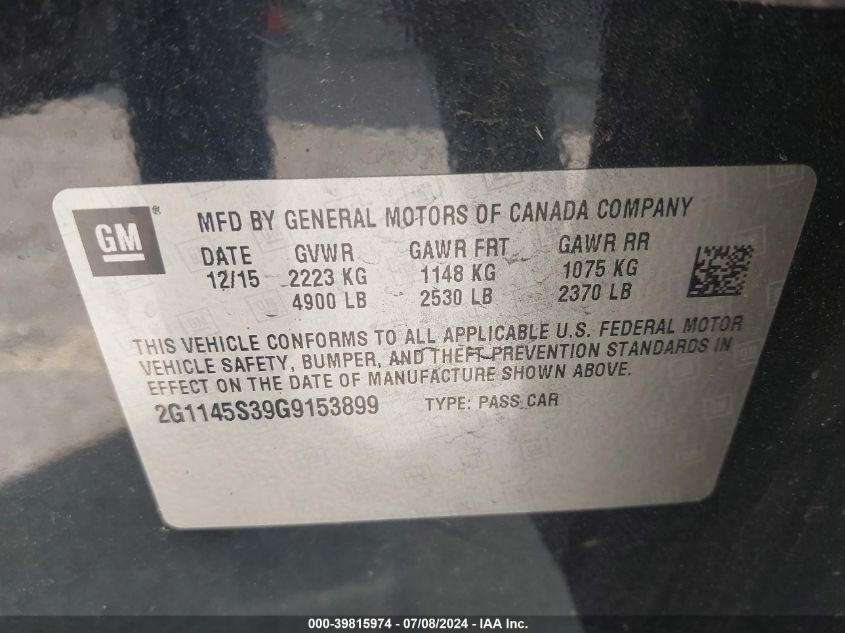 GM ®
MFD BY GENERAL MOTORS OF CANADA COMPANY
DATE GVWR GAWR FRT GAWR RR
12/15 2223 KG 1148 KG 1075 KG
4900 LB 2530 LB 2370 LB
THIS VEHICLE CONFORMS TO ALL APPLICABLE U.S. FEDERAL MOTOR
VEHICLE SAFETY, BUMPER, AND THEFT PREVENTION STANDARDS IN
EFFECT ON THE DATE OF MANUFACTURE SHOWN ABOVE.
2G1145S39G9153899 TYPE: PASS CAR
000-39815974 - 07/08/2024 - IAA Inc.